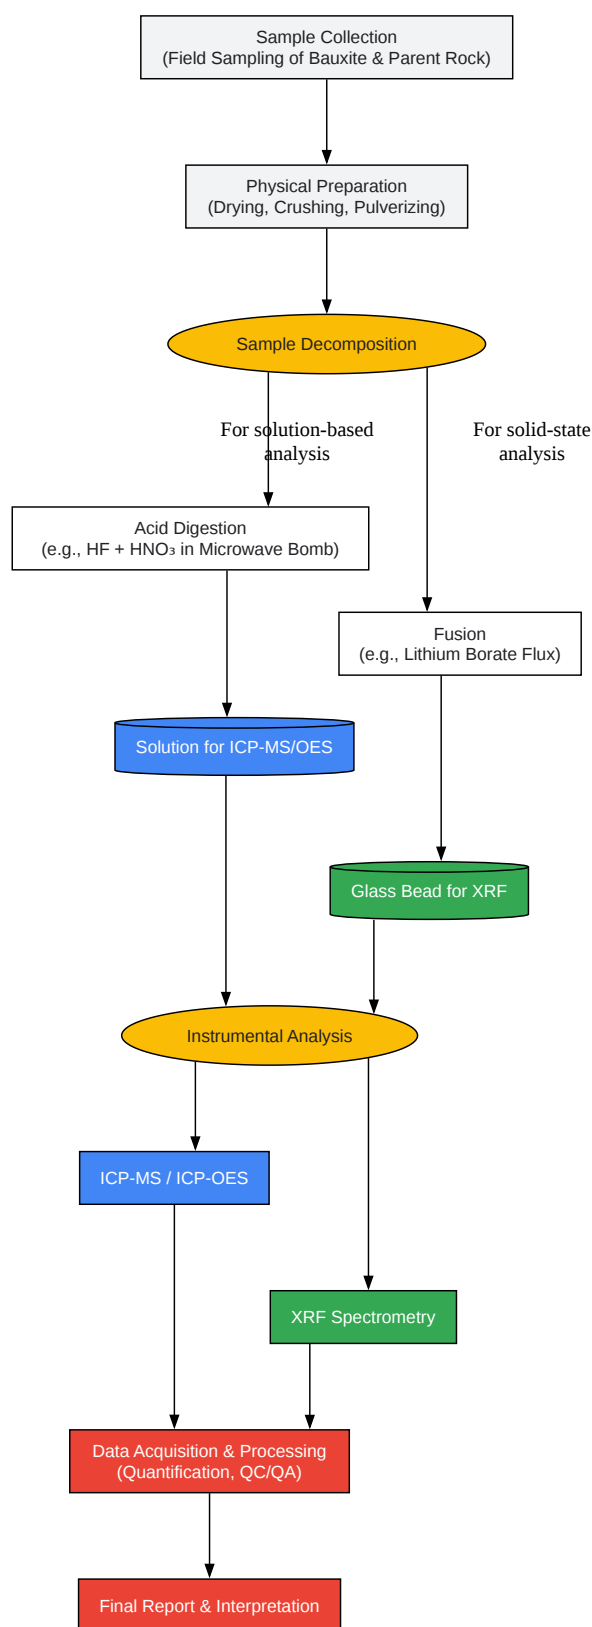 Sample Collection
(Field Sampling of Bauxite & Parent Rock)
Physical Preparation
(Drying, Crushing, Pulverizing)
Sample Decomposition
For solution-based
analysis
For solid-state
analysis
Acid Digestion
(e.g., HF + HNO₃ in Microwave Bomb)
Fusion
(e.g., Lithium Borate Flux)
Solution for ICP-MS/OES
Glass Bead for XRF
Instrumental Analysis
ICP-MS / ICP-OES
XRF Spectrometry
Data Acquisition & Processing
(Quantification, QC/QA)
Final Report & Interpretation